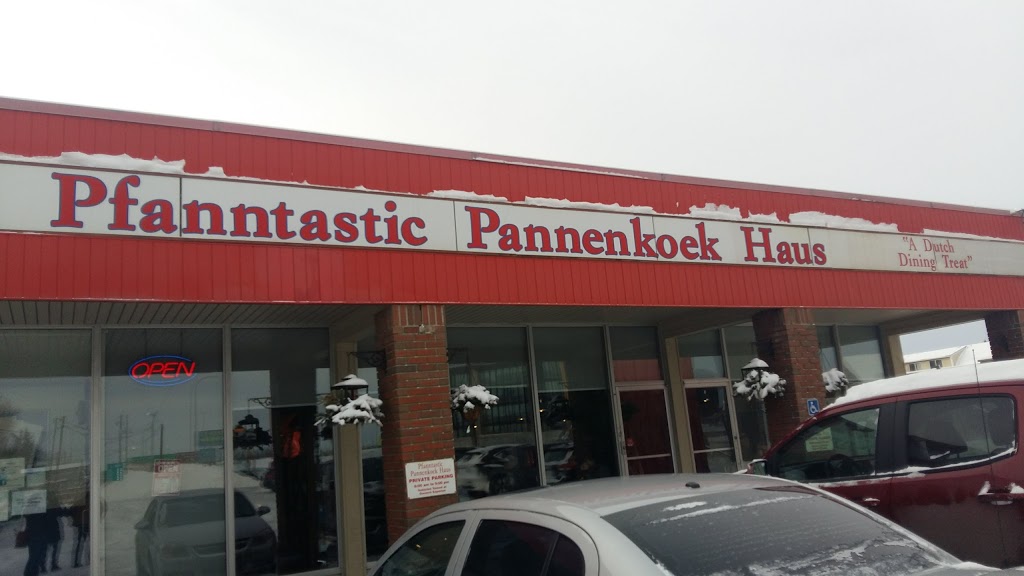 Pfanntastic Pannenkoek Haus
"A Dutch
Dining Treat"
OPEN
Pfanntastic
Pannenkoek Haus
PRIVATE PARKING